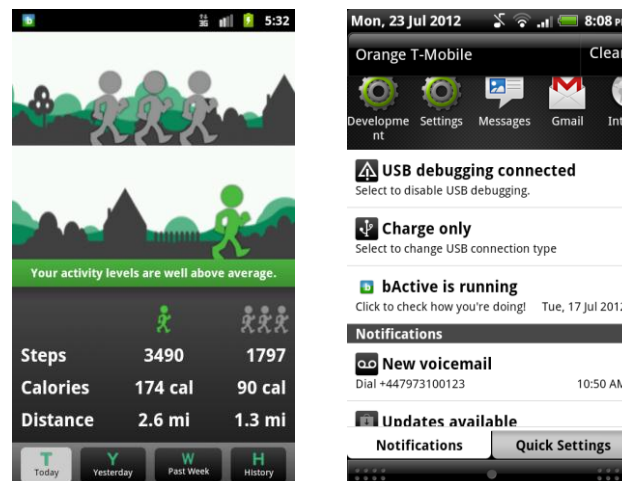 b 3G 5:32
Your activity levels are well above average.
Steps 3490 1797
Calories 174 cal 90 cal
Distance 2.6 mi 1.3 mi
T Y W H
Today Yesterday Past Week History
Mon, 23 Jul 2012 8:08 PM
Orange T-Mobile Clear
Developme
nt Settings Messages Gmail Int
USB debugging connected
Select to disable USB debugging.
Charge only
Select to change USB connection type
b bActive is running
Click to check how you're doing! Tue, 17 Jul 2012
Notifications
New voicemail
Dial +447973100123 10:50 AM
Updates available
Notifications Quick Settings